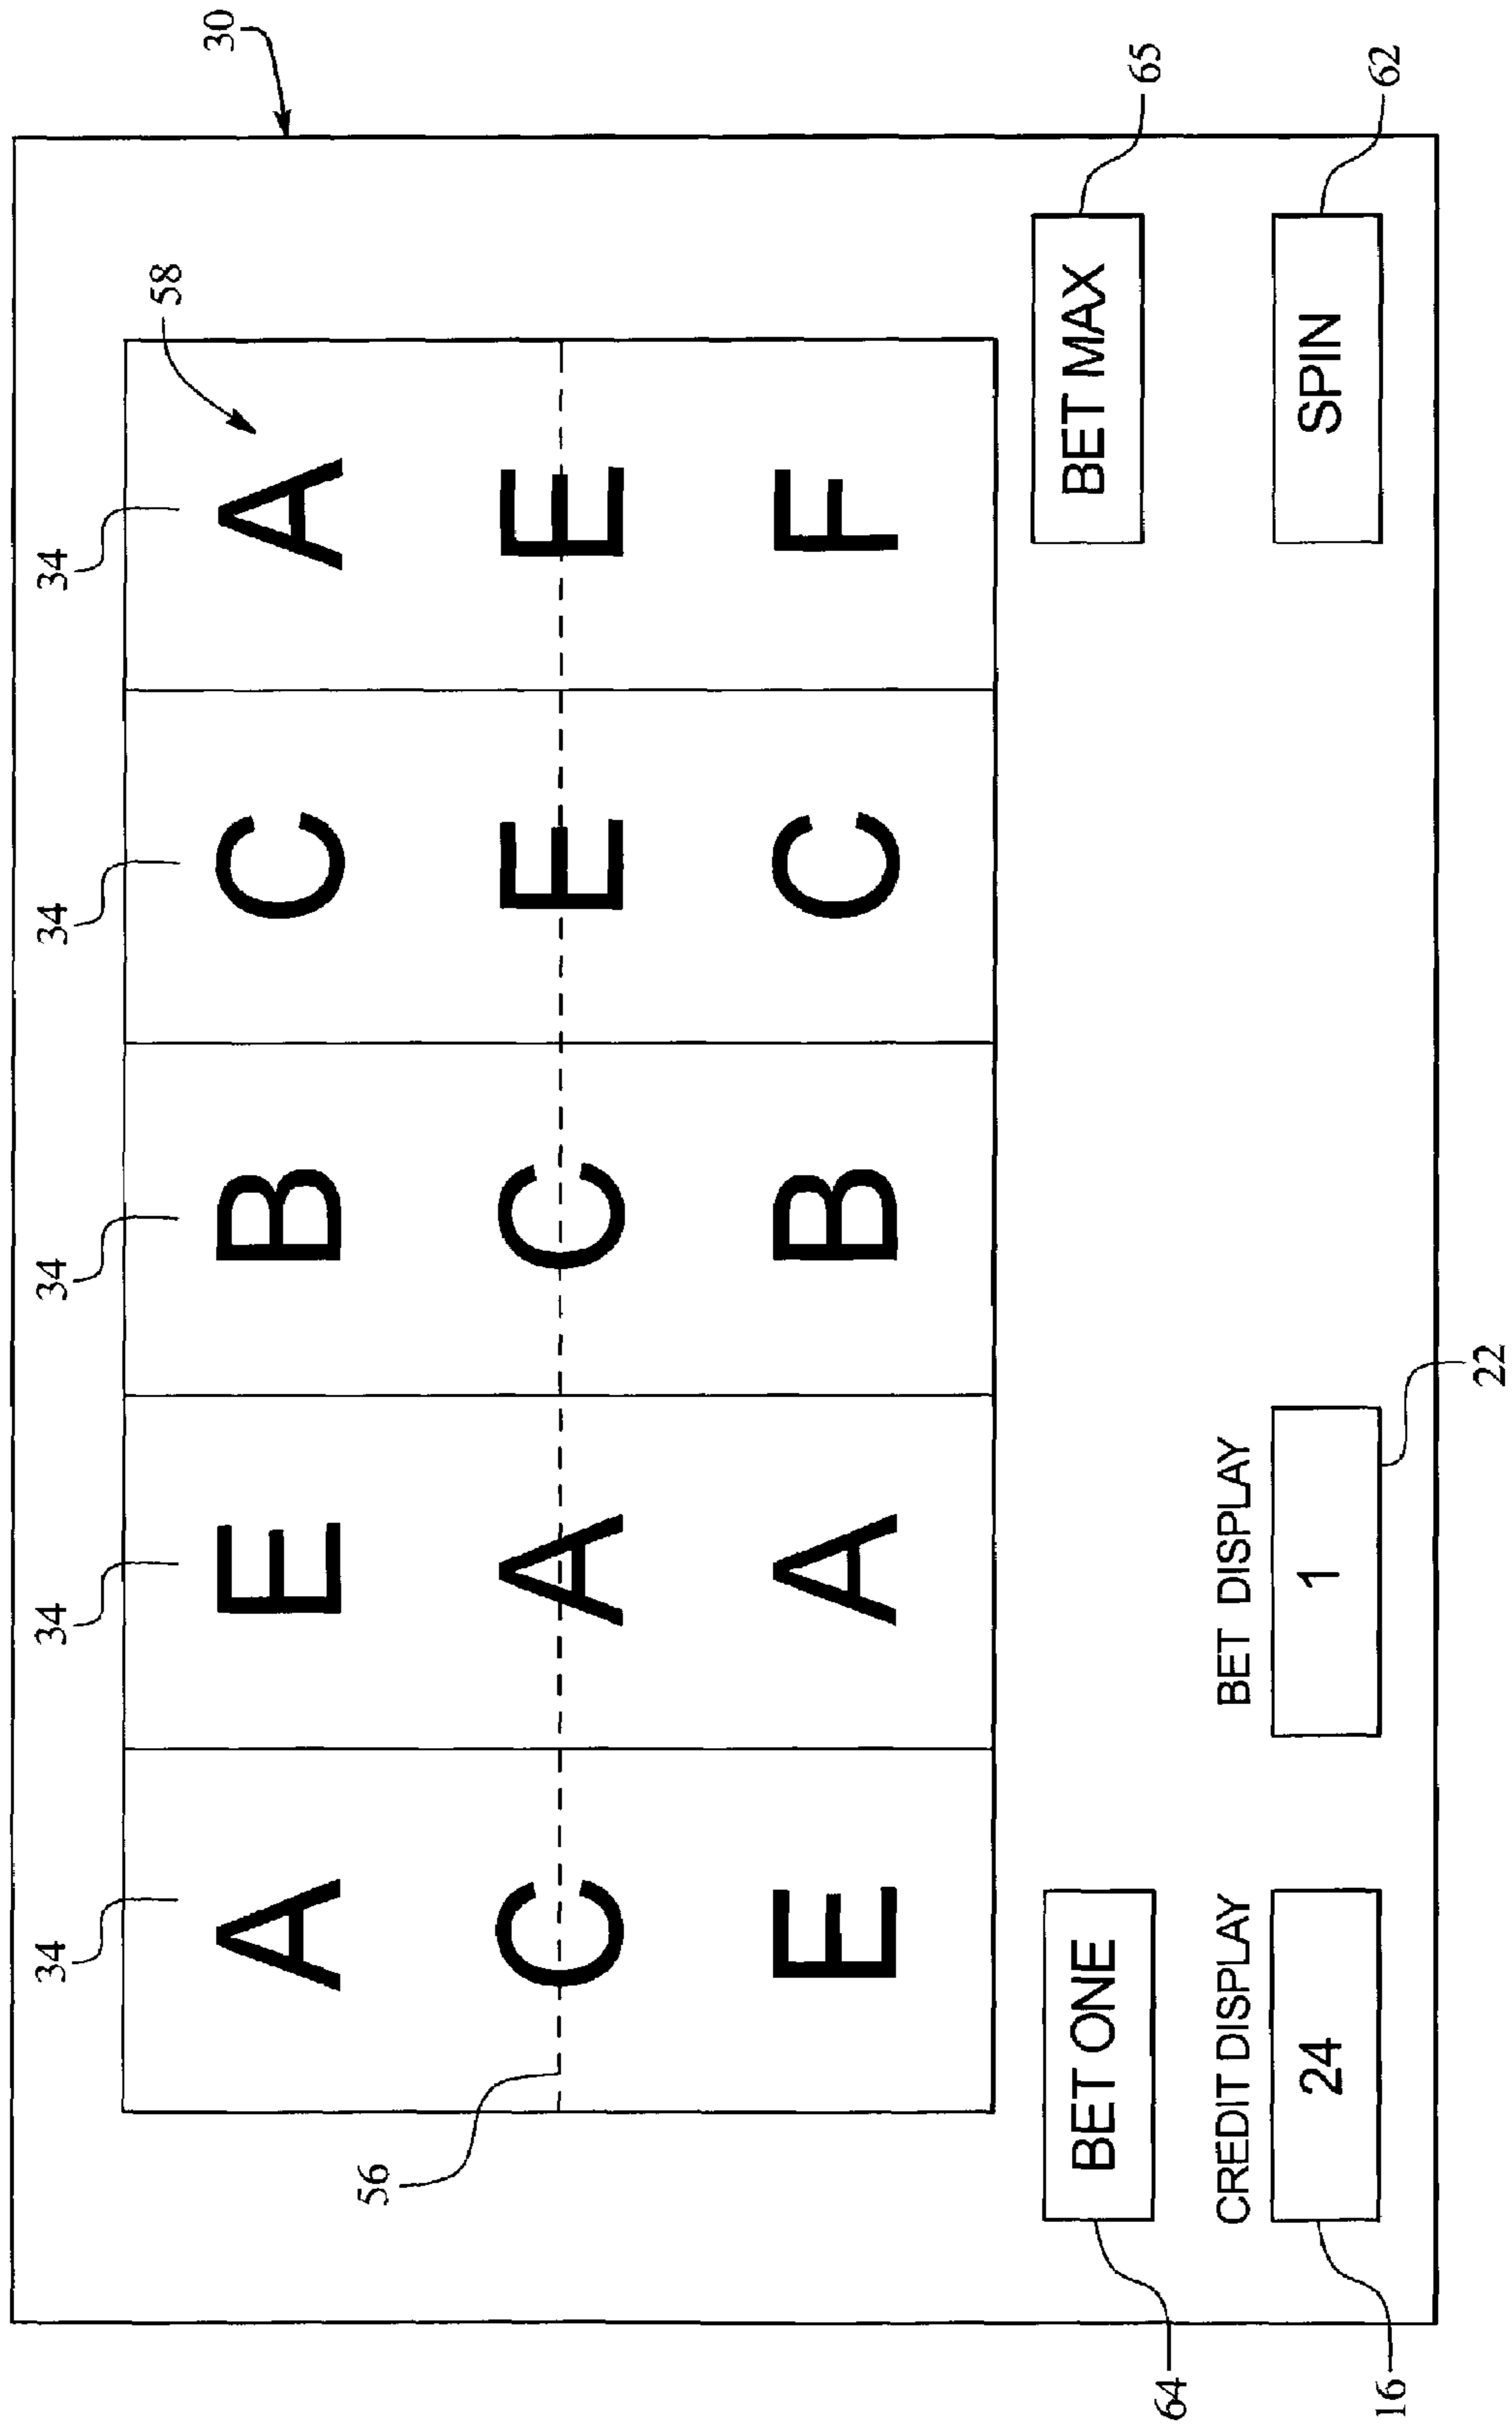 30
34 34 34 34 34
58
A E B C A
56
C A C E E
E A B C F
BET ONE BET MAX
64 65
CREDIT DISPLAY BET DISPLAY
24 1 SPIN
16 22 62